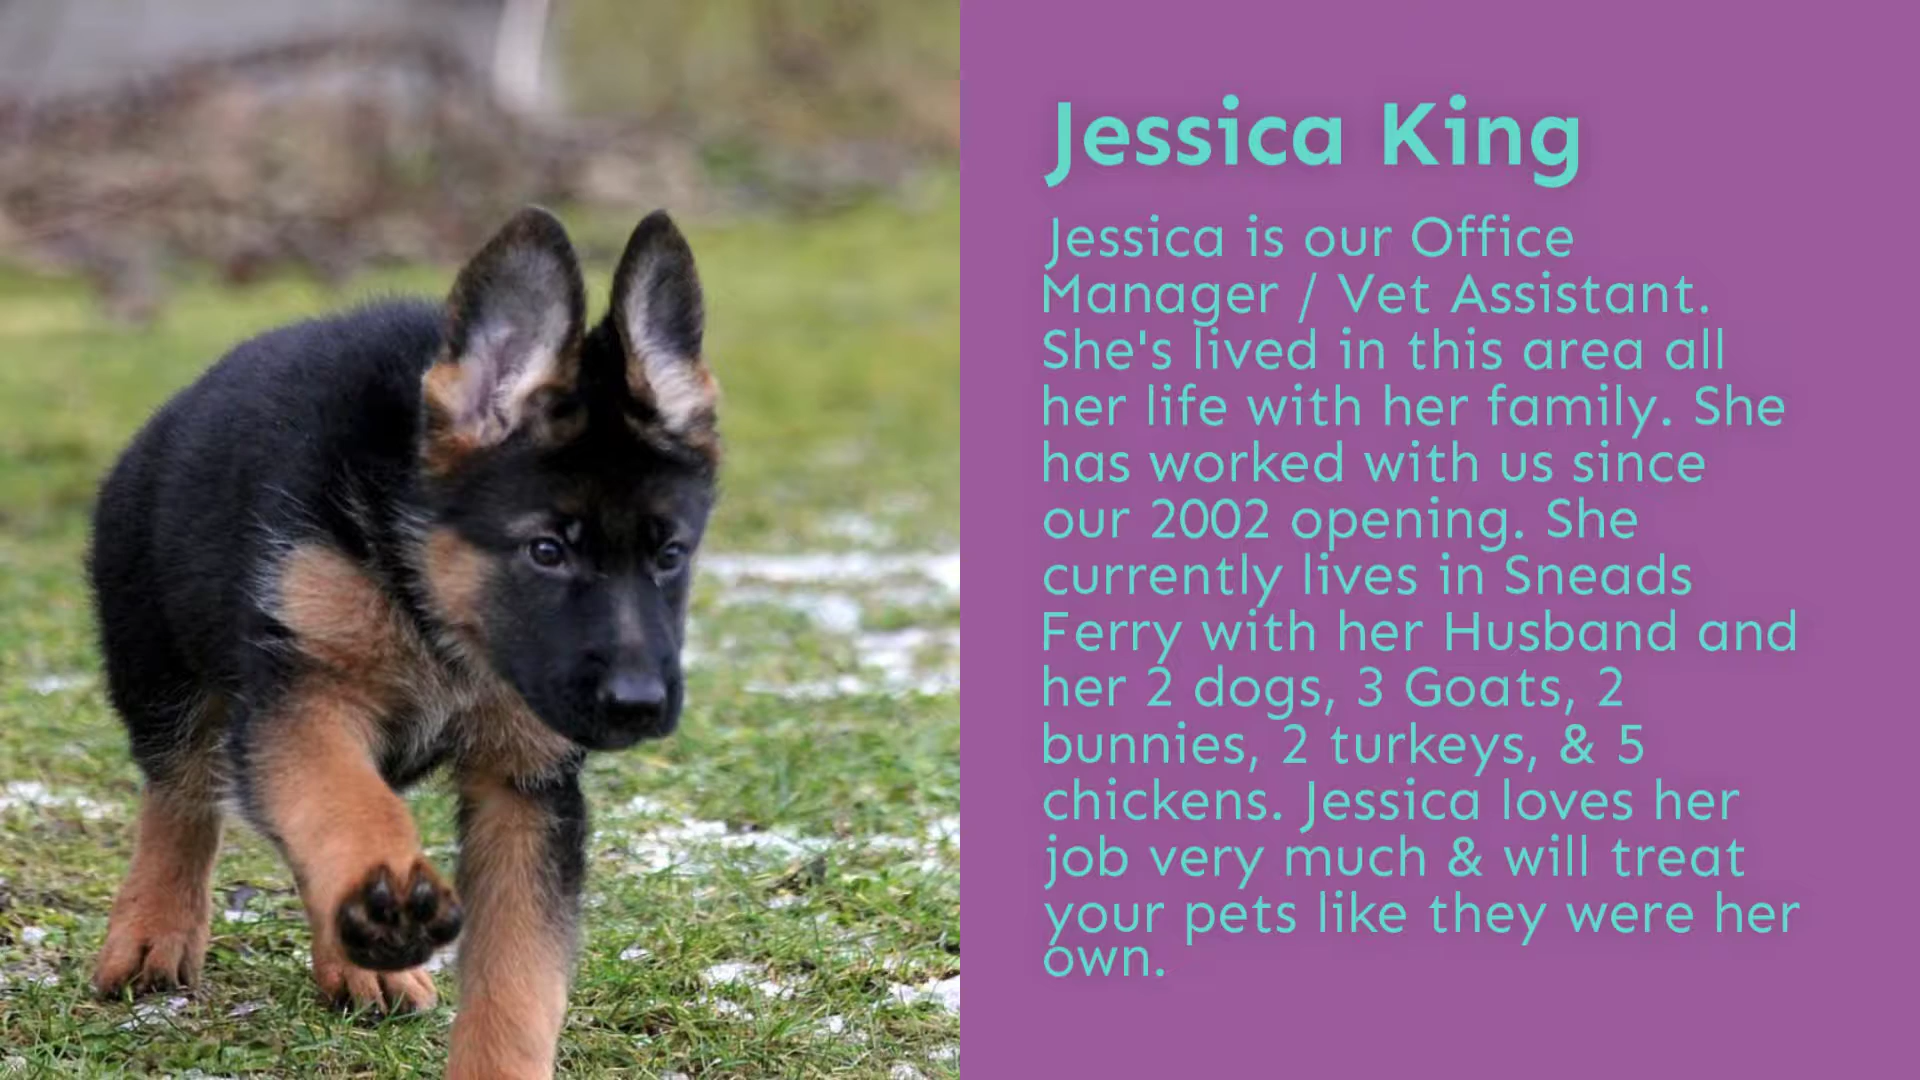 Jessica King
Jessica is our Office
Manager / Vet Assistant.
She's lived in this area all
her life with her family. She
has worked with us since
our 2002 opening. She
currently lives in Sneads
Ferry with her Husband and
her 2 dogs, 3 Goats, 2
bunnies, 2 turkeys, & 5
chickens. Jessica loves her
job very much & will treat
your pets like they were her
own.